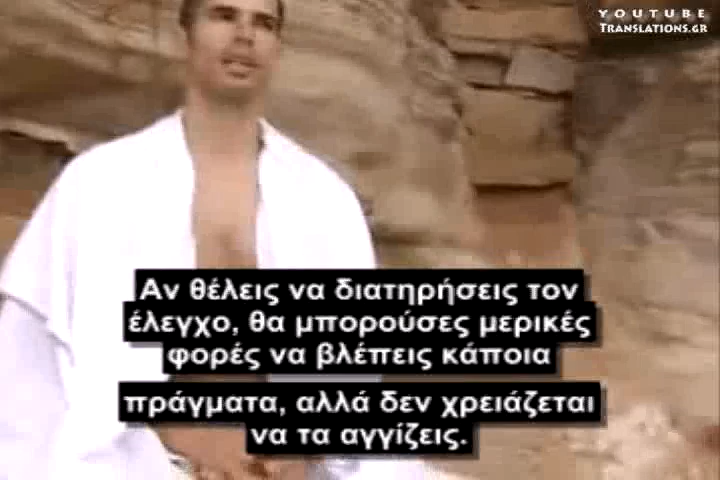 YOUTUBE
TRANSLATIONS.GR
Αν θέλεις να διατηρήσεις τον
έλεγχο, θα μπορούσες μερικές
φορές να βλέπεις κάποια
πράγματα, αλλά δεν χρειάζεται
να τα αγγίζεις.